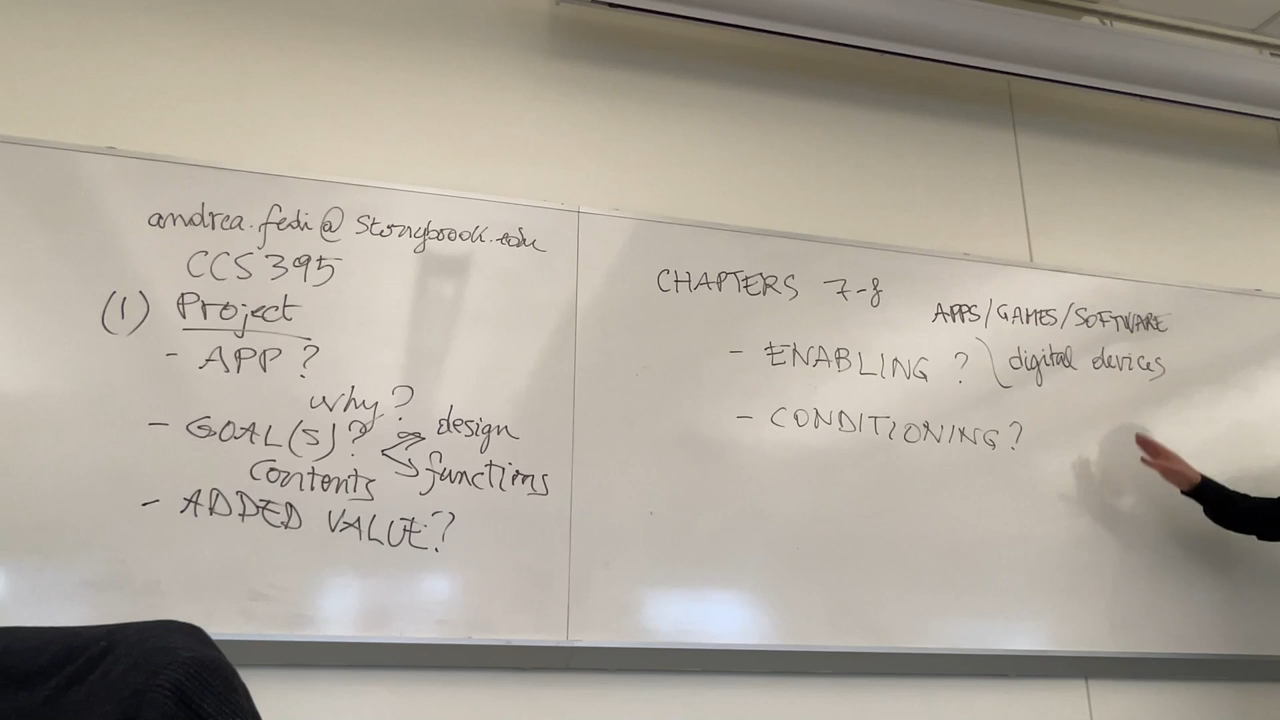 andrea.fedi@stonybrook.edu
CCS 395
(1) Project
- APP?
why?
- GOAL(S)? design
functions
contents
- ADDED VALUE?
CHAPTERS 7-8
APPS/GAMES/SOFTWARE
- ENABLING? digital devices
- CONDITIONING?